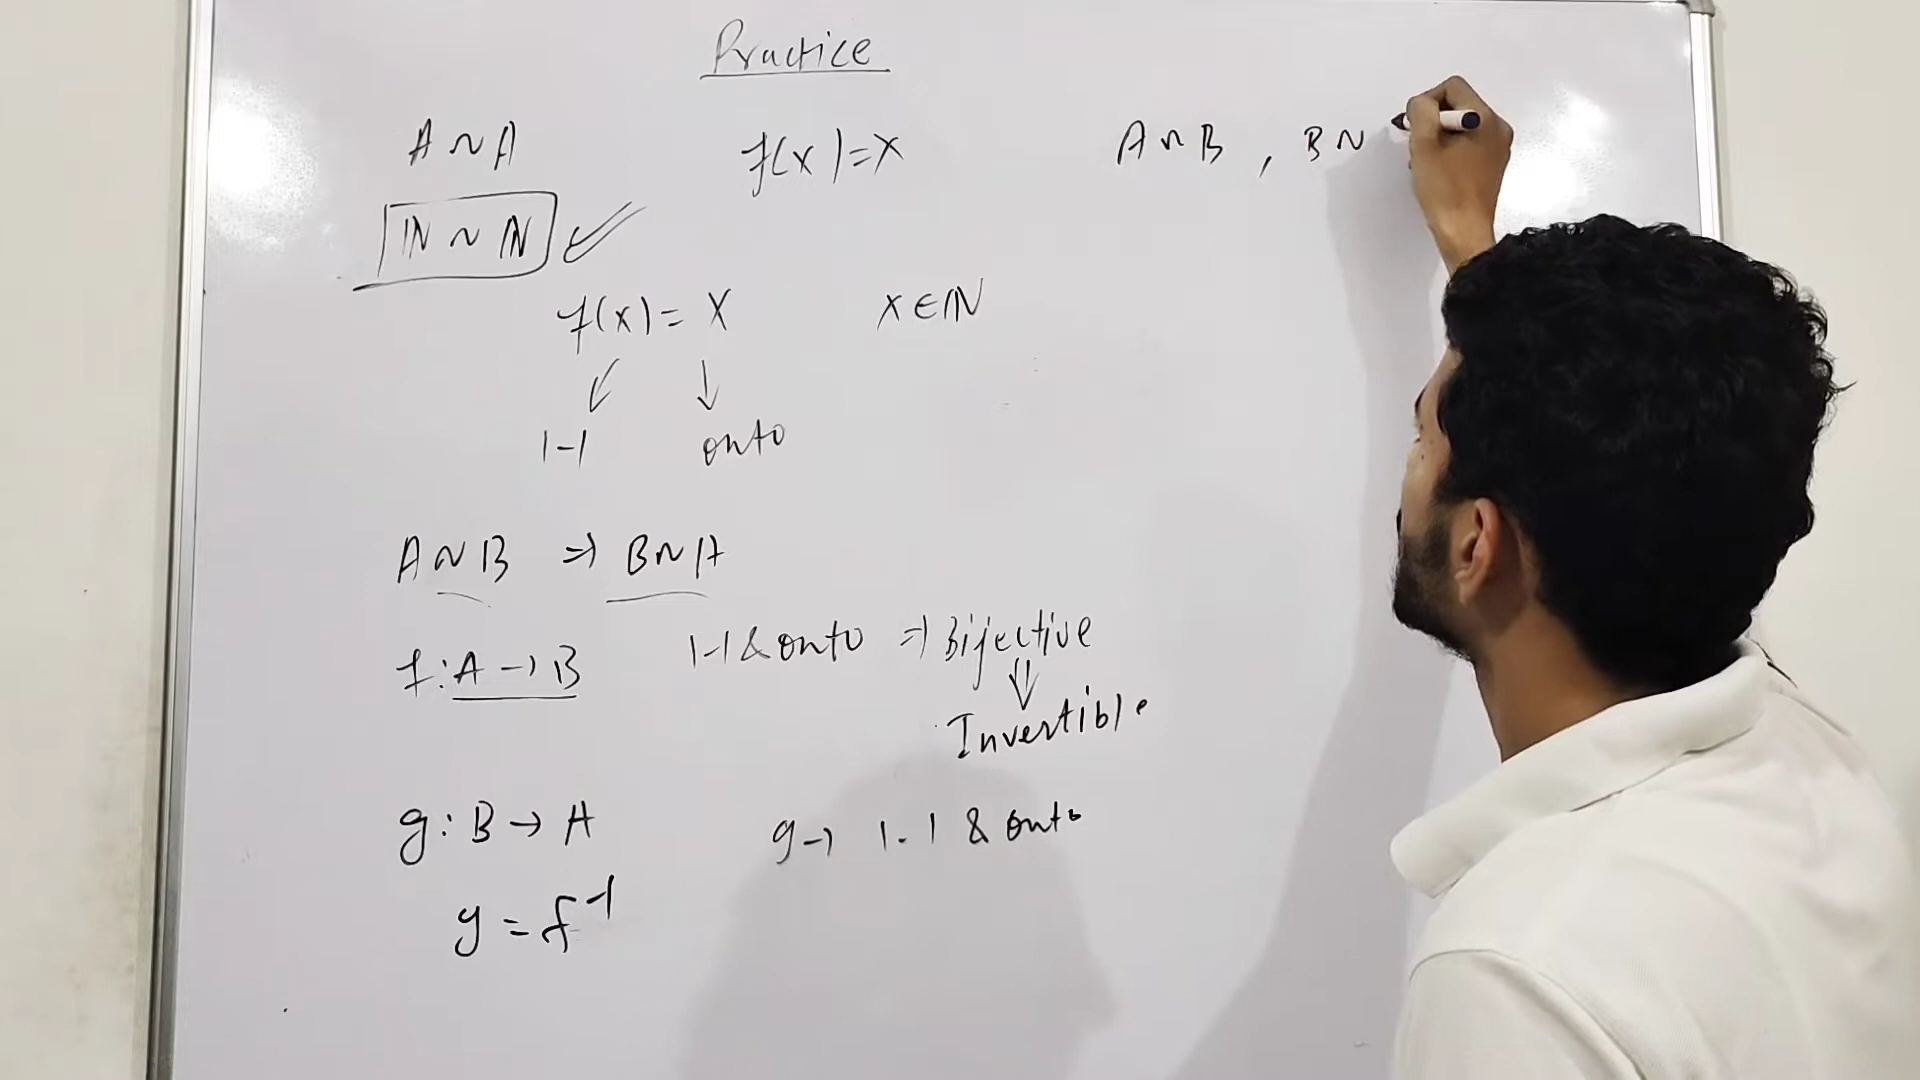 Practice
A ~ A
f(x)=x
A ~ B , B ~
ℕ ~ ℕ
f(x) = x
x ∈ ℕ
1-1
onto
A ~ B ⇒ B ~ A
f: A → B
1-1 & onto ⇒ Bijective
⇓
Invertible
g: B → A
g → 1-1 & onto
g = f⁻¹